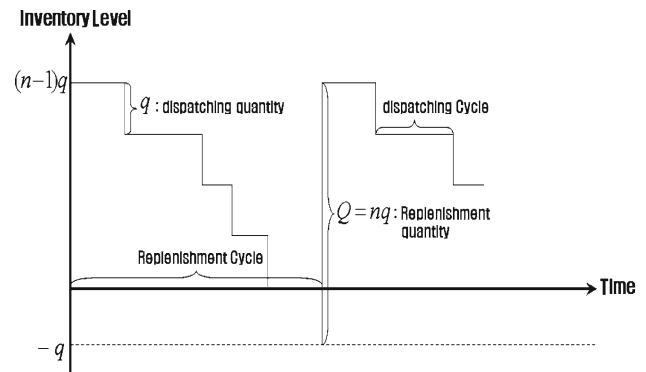 Inventory Level
(n−1)q
q : dispatching quantity
dispatching Cycle
Q = nq : Replenishment
quantity
Replenishment Cycle
Time
− q